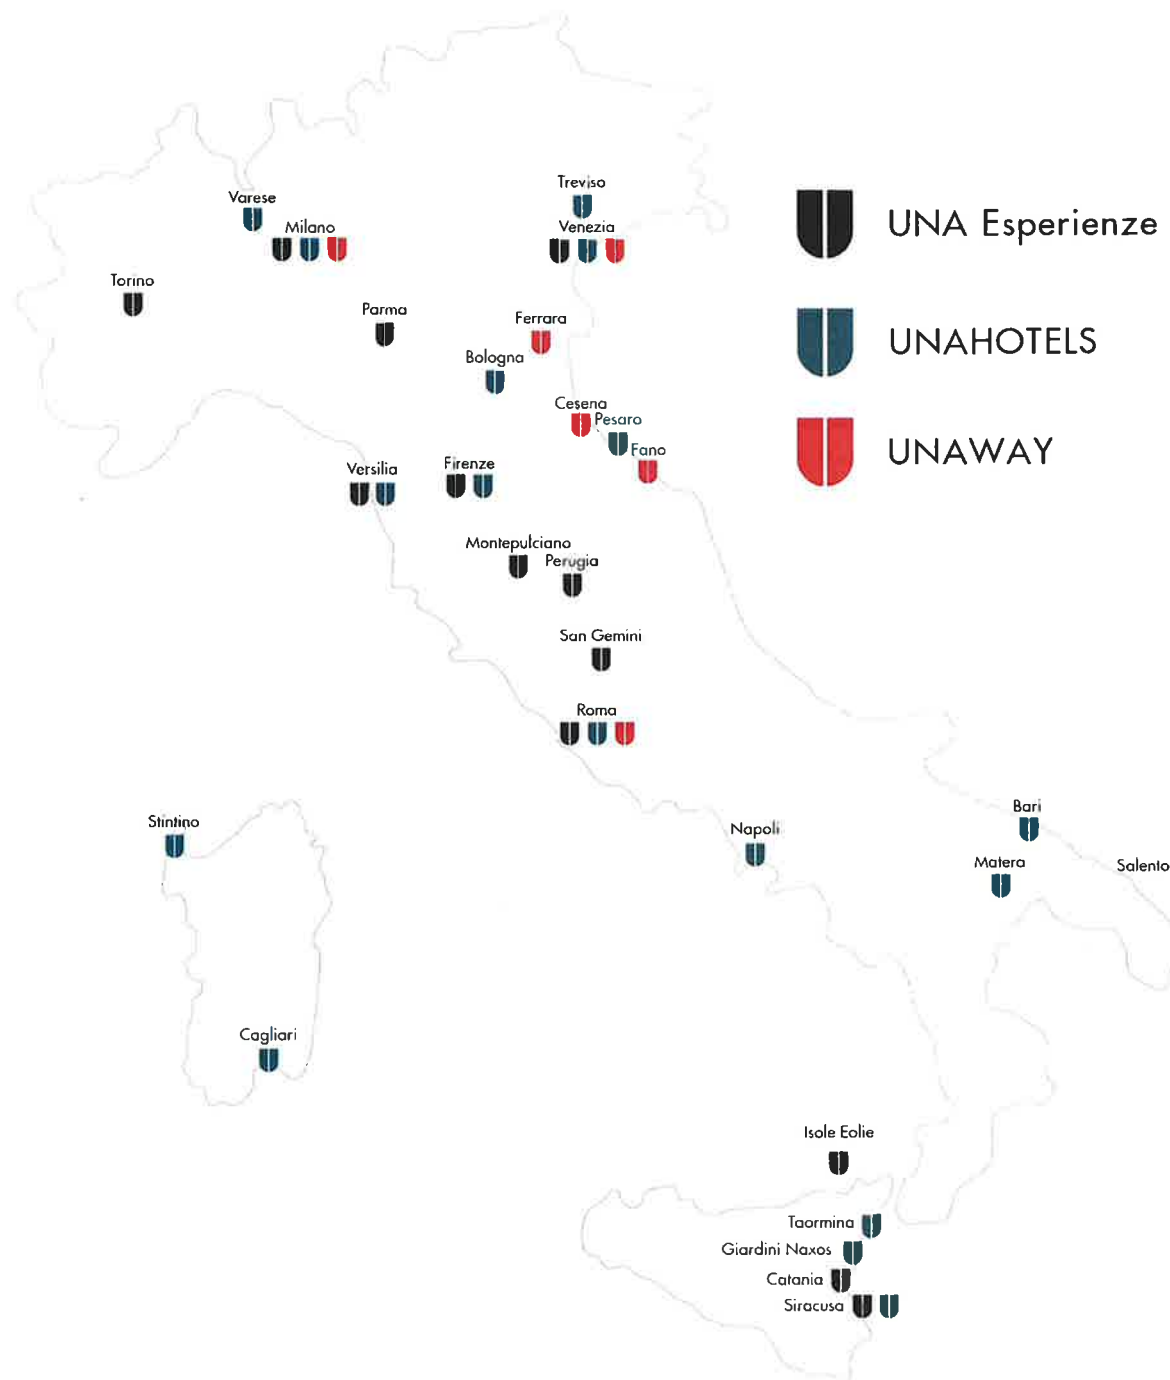 Treviso
Varese
Milano
Venezia
UNA Esperienze
Torino
Parma
Ferrara
UNAHOTELS
Bologna
Cesena
Pesaro
Fano
UNAWAY
Versilia
Firenze
Montepulciano
Perugia
San Gemini
Roma
Stintino
Napoli
Bari
Matera
Salento
Cagliari
Isole Eolie
Taormina
Giardini Naxos
Catania
Siracusa